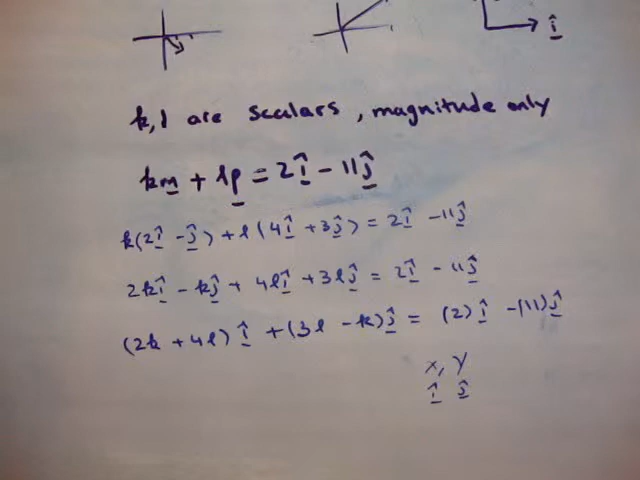 î
k, l are scalars, magnitude only
km + lp = 2î - 11ĵ
k(2î - ĵ) + l(4î + 3ĵ) = 2î - 11ĵ
2kî - kĵ + 4lî + 3lĵ = 2î - 11ĵ
(2k + 4l)î + (3l - k)ĵ = (2)î - (11)ĵ
x, y
î ĵ